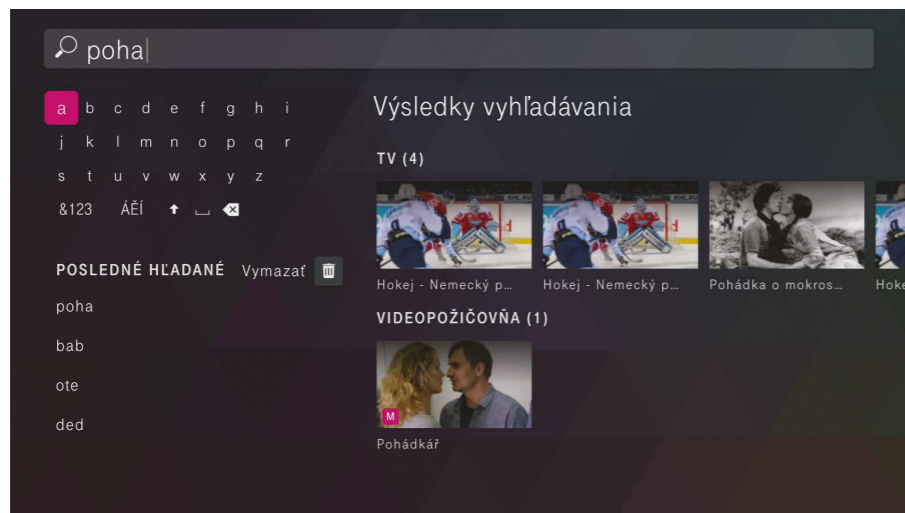 poha
Výsledky vyhľadávania
a b c d e f g h i
j k l m n o p q r
s t u v w x y z
&123 ÁĚÍ
TV (4)
Hokej - Nemecký p...
Hokej - Nemecký p...
Pohádka o mokros...
Hoke
POSLEDNÉ HĽADANÉ Vymazať
poha
bab
ote
ded
VIDEOPOŽIČOVŇA (1)
M
Pohádkář